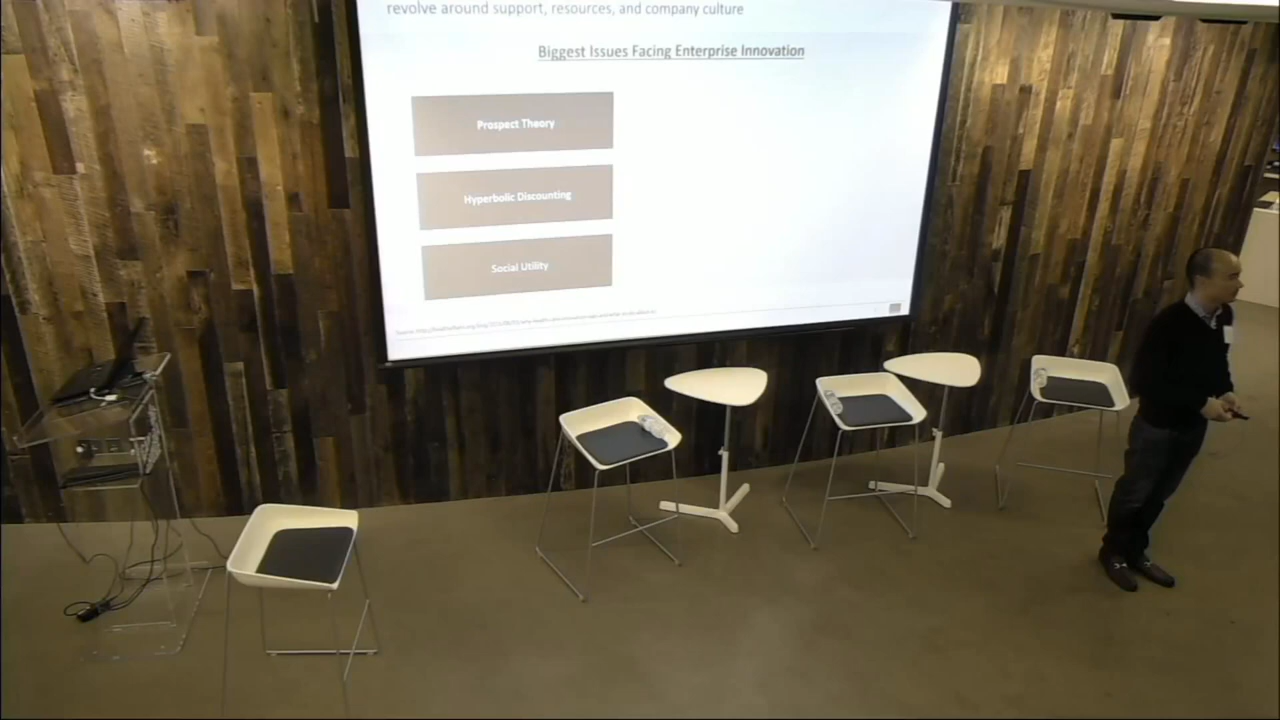 revolve around support, resources, and company culture
Biggest Issues Facing Enterprise Innovation
Prospect Theory
Hyperbolic Discounting
Social Utility